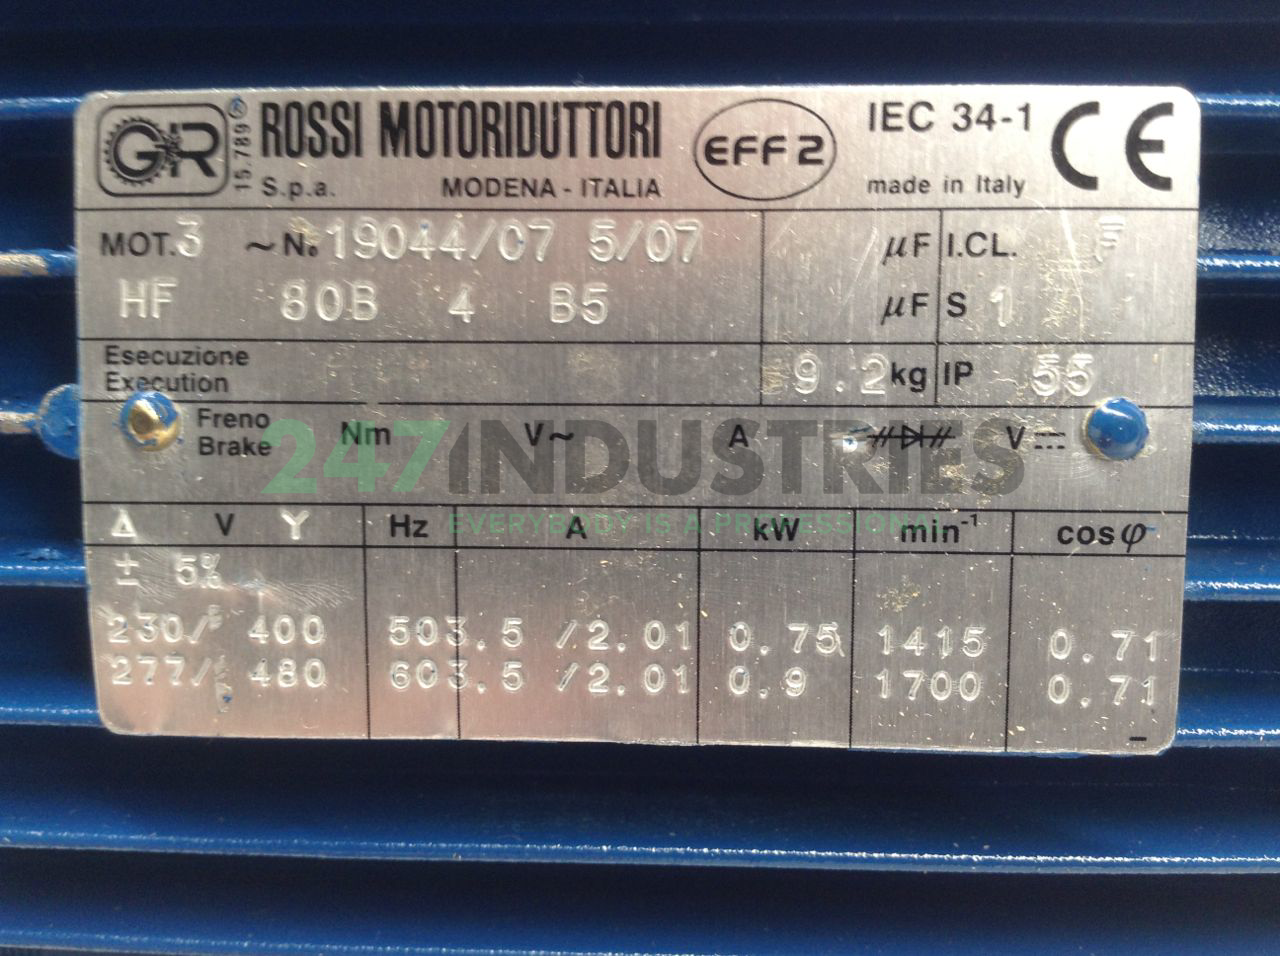 GR 15.789 ® ROSSI MOTORIDUTTORI EFF 2 IEC 34-1 CE
S.p.a. MODENA - ITALIA made in Italy
MOT. 3 ~ No 19044/07 5/07 µF I.CL. F
HF 80B 4 B5 µF S 1
Esecuzione
Execution 9.2 kg IP 55
Freno
Brake Nm V~ A V⎓
247INDUSTRIES
EVERYBODY IS A PROFESSIONAL
Δ V Y Hz A kW min-1 cosφ
± 5%
230/ 400 50 3.5 /2.01 0.75 1415 0.71
277/ 480 60 3.5 /2.01 0.9 1700 0.71